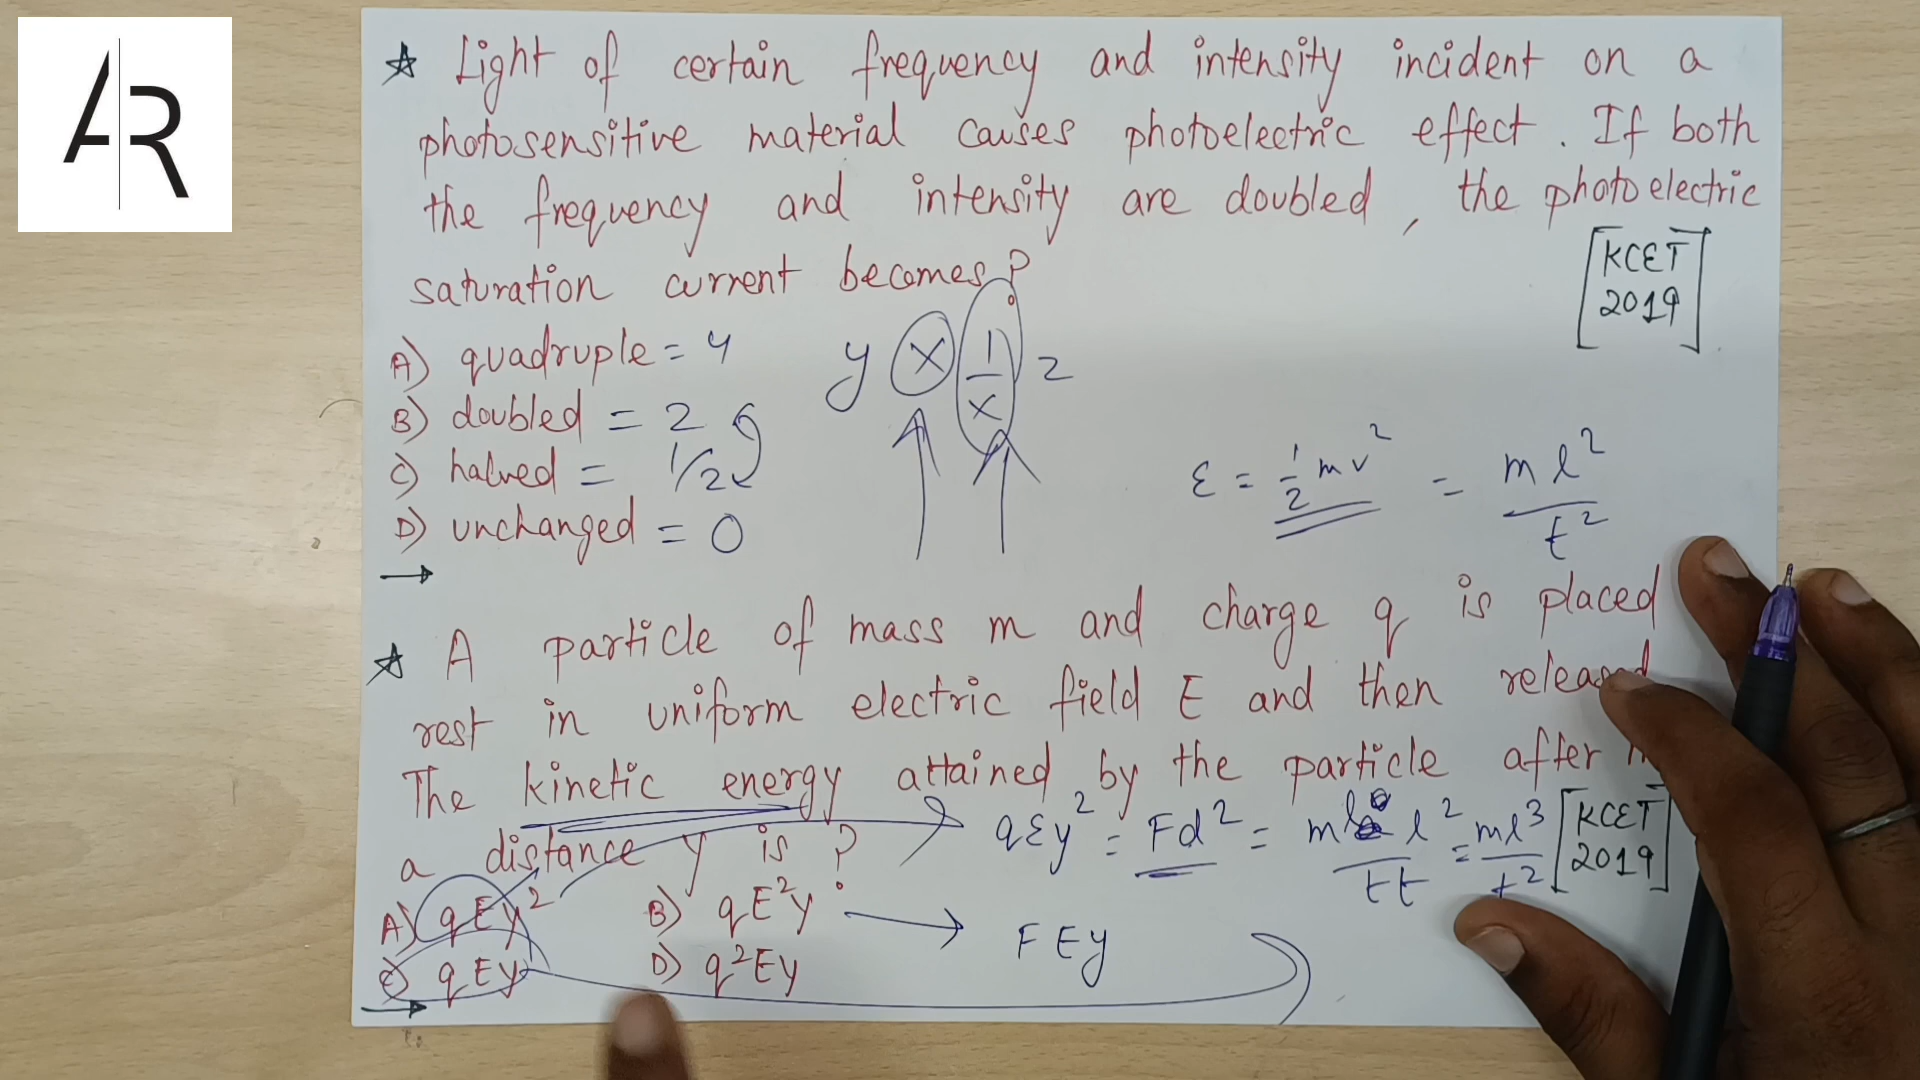 AR
☆ Light of certain frequency and intensity incident on a
photosensitive material causes photoelectric effect. If both
the frequency and intensity are doubled, the photoelectric
saturation current becomes?
[KCET
2019]
A) quadruple = 4
B) doubled = 2
C) halved = 1/2
D) unchanged = 0
y x 1/x z
ε = 1/2 mv² = ml²/t²
→
☆ A particle of mass m and charge q is placed
rest in uniform electric field E and then released
The kinetic energy attained by the particle after
a distance y is?
qεy² = Fd² = l² = ml³/t²
tt
[KCET
2019]
A) qEy² B) qE²y → FEy
C) qEy D) q²Ey
→